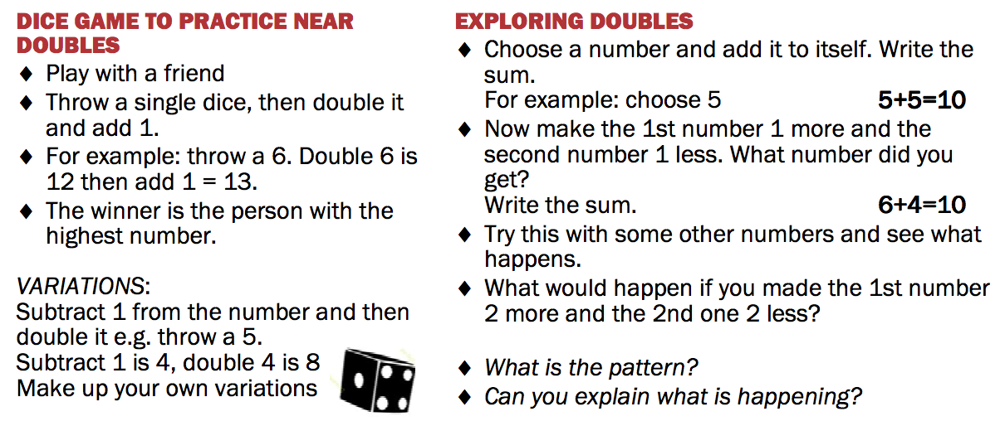 DICE GAME TO PRACTICE NEAR
DOUBLES
♦ Play with a friend
♦ Throw a single dice, then double it
and add 1.
♦ For example: throw a 6. Double 6 is
12 then add 1 = 13.
♦ The winner is the person with the
highest number.
VARIATIONS:
Subtract 1 from the number and then
double it e.g. throw a 5.
Subtract 1 is 4, double 4 is 8
Make up your own variations
EXPLORING DOUBLES
♦ Choose a number and add it to itself. Write the
sum.
For example: choose 5 5+5=10
♦ Now make the 1st number 1 more and the
second number 1 less. What number did you
get?
Write the sum. 6+4=10
♦ Try this with some other numbers and see what
happens.
♦ What would happen if you made the 1st number
2 more and the 2nd one 2 less?
♦ What is the pattern?
♦ Can you explain what is happening?